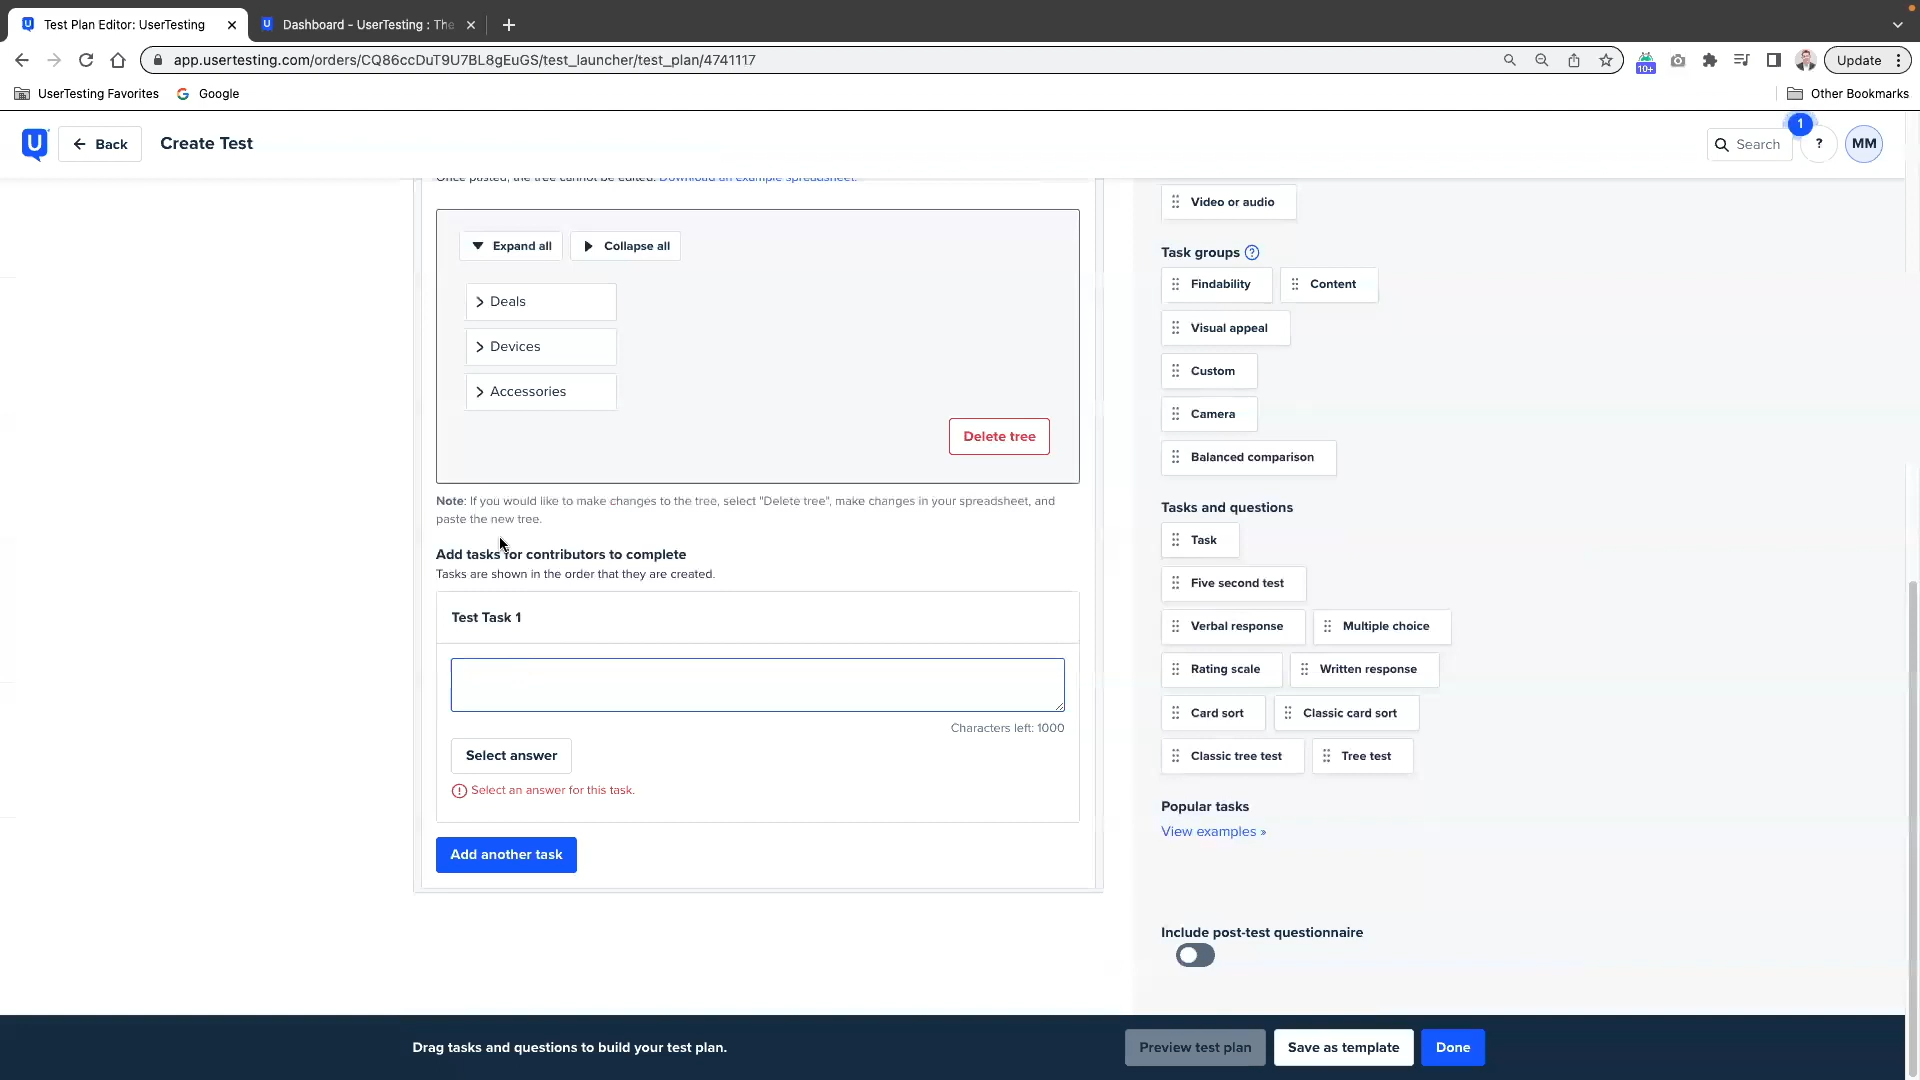 Test Plan Editor: UserTesting
Dashboard - UserTesting : The
app.usertesting.com/orders/CQ86ccDuT9U7BL8gEuGS/test_launcher/test_plan/4741117
10+
Update
UserTesting Favorites
Google
Other Bookmarks
Back
Create Test
Search
1
?
MM
Once pasted, the tree cannot be edited. Download an example spreadsheet.
Expand all
Collapse all
Deals
Devices
Accessories
Delete tree
Note: If you would like to make changes to the tree, select "Delete tree", make changes in your spreadsheet, and
paste the new tree.
Add tasks for contributors to complete
Tasks are shown in the order that they are created.
Test Task 1
Characters left: 1000
Select answer
Select an answer for this task.
Add another task
Video or audio
Task groups ?
Findability
Content
Visual appeal
Custom
Camera
Balanced comparison
Tasks and questions
Task
Five second test
Verbal response
Multiple choice
Rating scale
Written response
Card sort
Classic card sort
Classic tree test
Tree test
Popular tasks
View examples »
Include post-test questionnaire
Drag tasks and questions to build your test plan.
Preview test plan
Save as template
Done